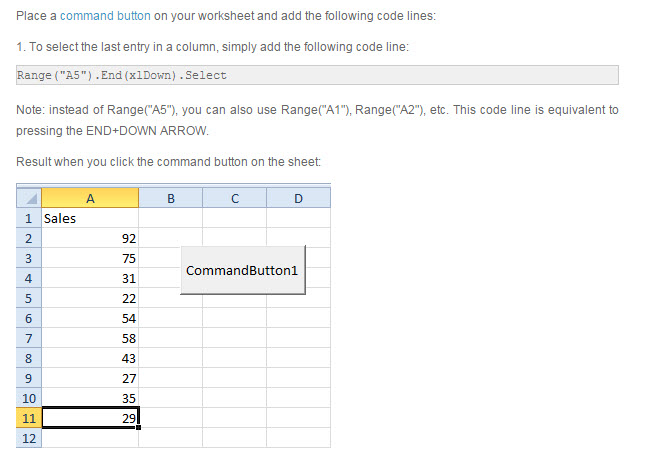 Place a command button on your worksheet and add the following code lines:
1. To select the last entry in a column, simply add the following code line:
Range("A5").End(xlDown).Select
Note: instead of Range("A5"), you can also use Range("A1"), Range("A2"), etc. This code line is equivalent to
pressing the END+DOWN ARROW.
Result when you click the command button on the sheet:
A B C D
1 Sales
2 92
3 75
4 31 CommandButton1
5 22
6 54
7 58
8 43
9 27
10 35
11 29
12